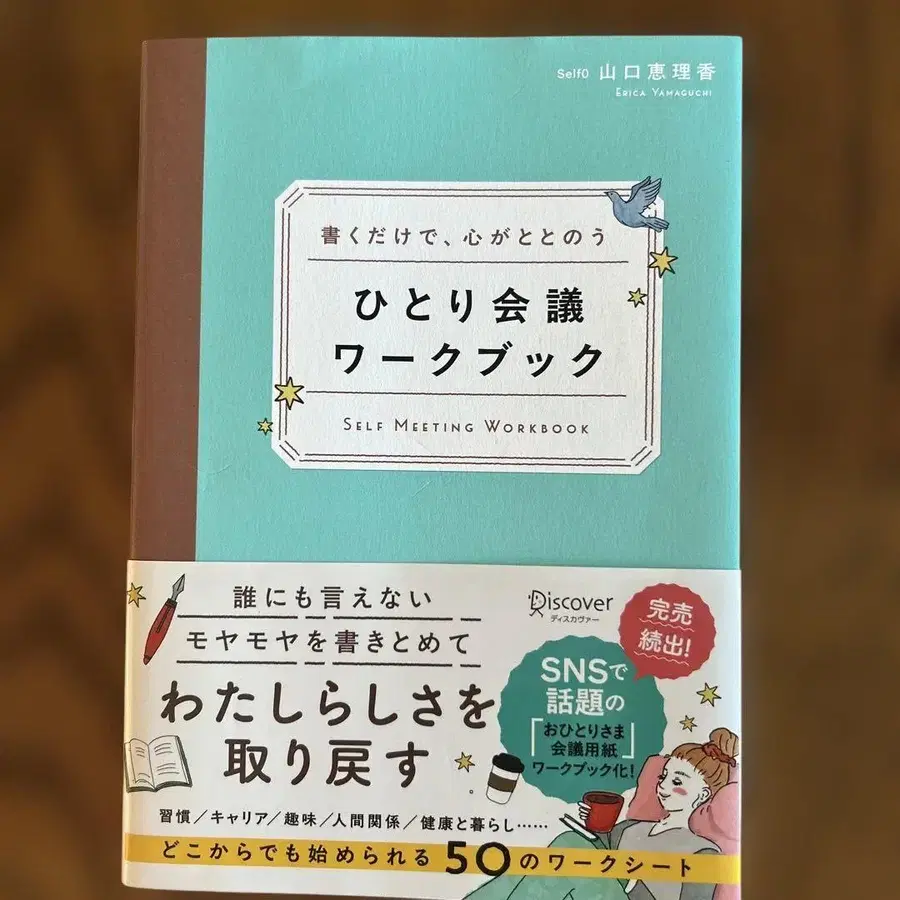 Self0 山口恵理香
ERICA YAMAGUCHI
書くだけで、心がととのう
ひとり会議
ワークブック
SELF MEETING WORKBOOK
誰にも言えない
モヤモヤを書きとめて
わたしらしさを
取り戻す
Discover
ディスカヴァー
完売
続出!
SNSで
話題の
「おひとりさま
会議用紙」
ワークブック化!
習慣/キャリア/趣味/人間関係/健康と暮らし……
どこからでも始められる50のワークシート